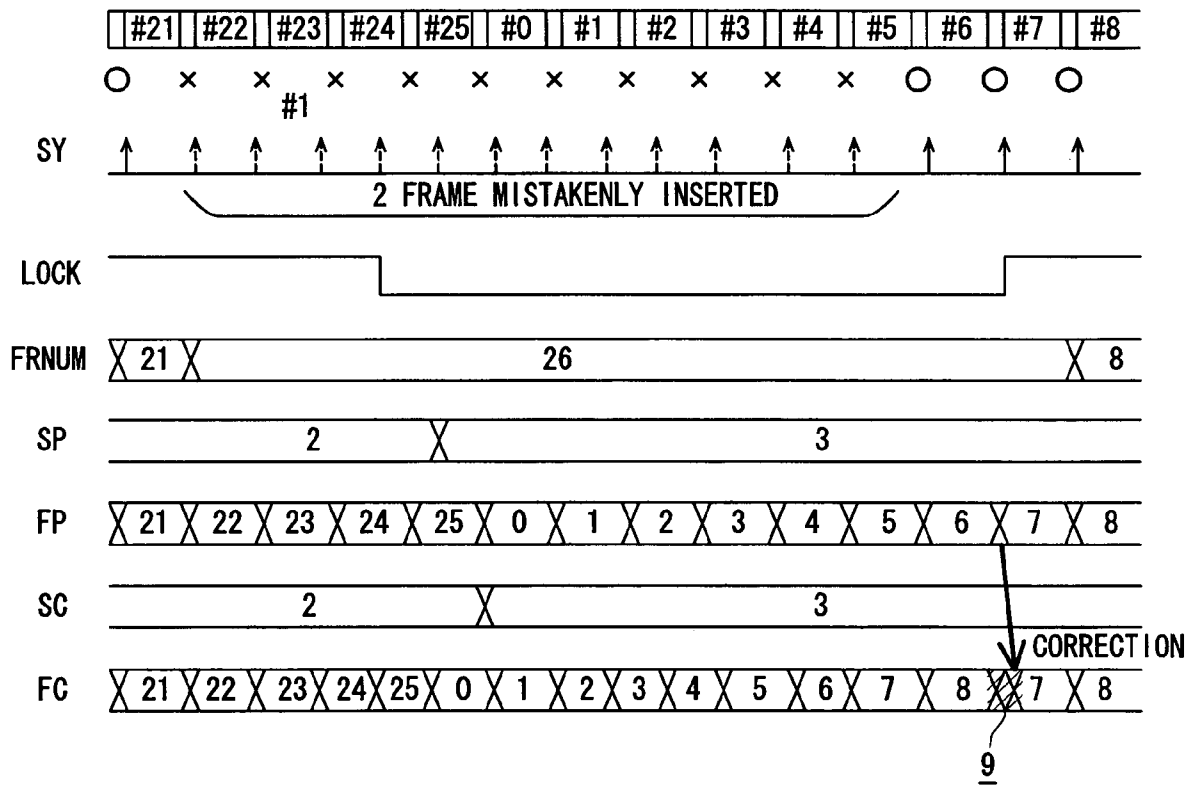 #21 #22 #23 #24 #25 #0 #1 #2 #3 #4 #5 #6 #7 #8
○ × × × × × × × × × × ○ ○ ○
#1
SY
2 FRAME MISTAKENLY INSERTED
LOCK
FRNUM 21 26 8
SP 2 3
FP 21 22 23 24 25 0 1 2 3 4 5 6 7 8
SC 2 3
CORRECTION
FC 21 22 23 24 25 0 1 2 3 4 5 6 7 8 7 8
9